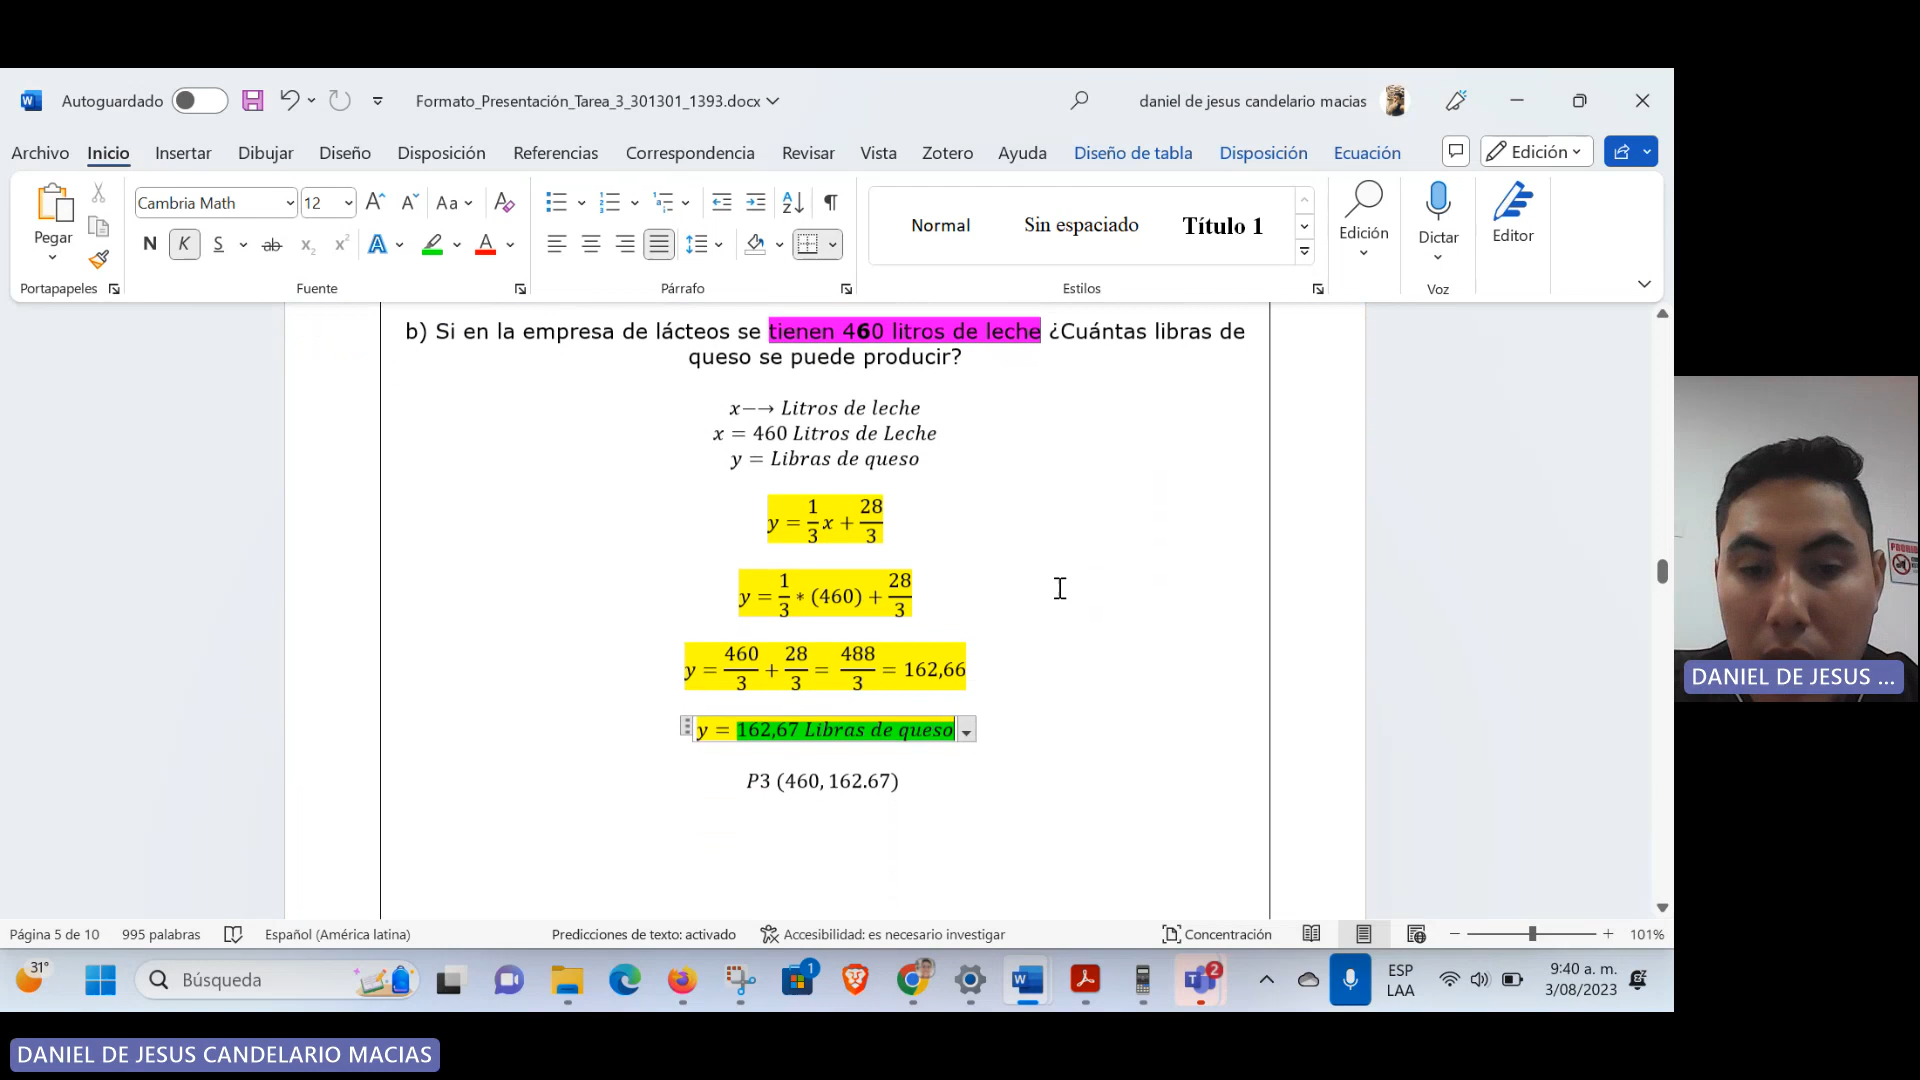 Autoguardado Formato_Presentación_Tarea_3_301301_1393.docx daniel de jesus candelario macias
Archivo Inicio Insertar Dibujar Diseño Disposición Referencias Correspondencia Revisar Vista Zotero Ayuda Diseño de tabla Disposición Ecuación Edición
Pegar
Cambria Math 12 A A Aa A
N K S ab x₂ x² A A
Normal Sin espaciado Título 1
Edición Dictar Editor
Portapapeles Fuente Párrafo Estilos Voz
b) Si en la empresa de lácteos se tienen 460 litros de leche ¿Cuántas libras de
queso se puede producir?
x−→ Litros de leche
x = 460 Litros de Leche
y = Libras de queso
y = 1/3 x + 28/3
y = 1/3 ∗ (460) + 28/3
y = 460/3 + 28/3 = 488/3 = 162,66
y = 162,67 Libras de queso
P3 (460, 162.67)
DANIEL DE JESUS ...
Página 5 de 10 995 palabras Español (América latina) Predicciones de texto: activado Accesibilidad: es necesario investigar Concentración − + 101%
31° Búsqueda 1 2 ESP LAA 9:40 a. m. 3/08/2023
DANIEL DE JESUS CANDELARIO MACIAS